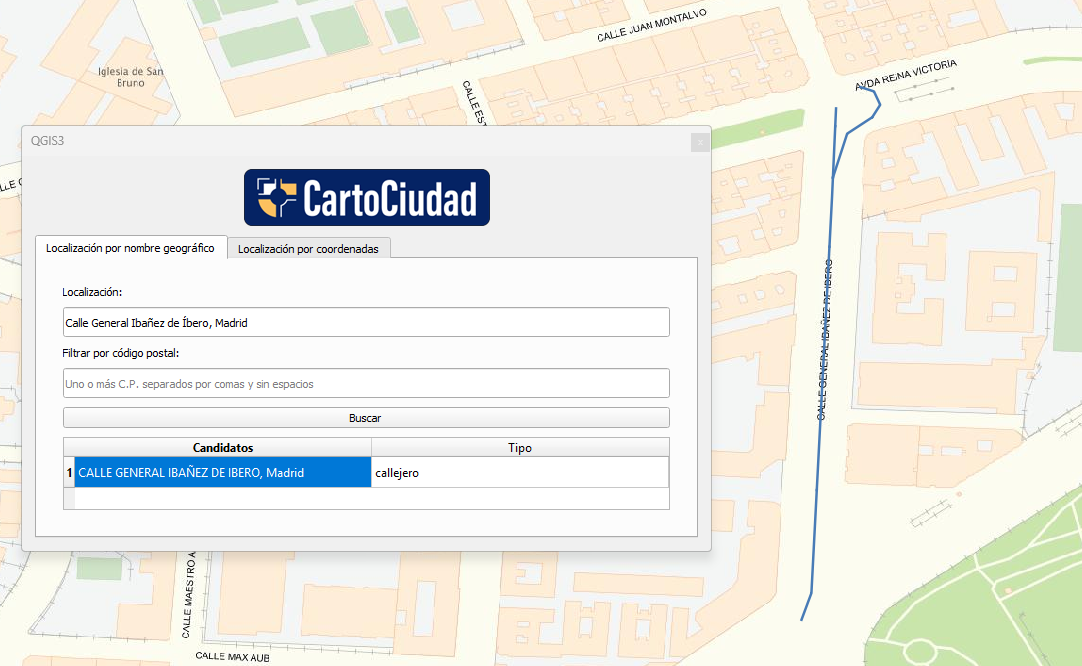 CALLE JUAN MONTALVO
Iglesia de San
Bruno
AVDA REINA VICTORIA
CALLE EST
QGIS3
CartoCiudad
Localización por nombre geográfico
Localización por coordenadas
Localización:
Calle General Ibañez de Íbero, Madrid
Filtrar por código postal:
Uno o más C.P. separados por comas y sin espacios
Buscar
Candidatos
Tipo
1
CALLE GENERAL IBAÑEZ DE IBERO, Madrid
callejero
CALLE GENERAL IBAÑEZ DE IBERO
CALLE MAESTRO A
CALLE MAX AUB